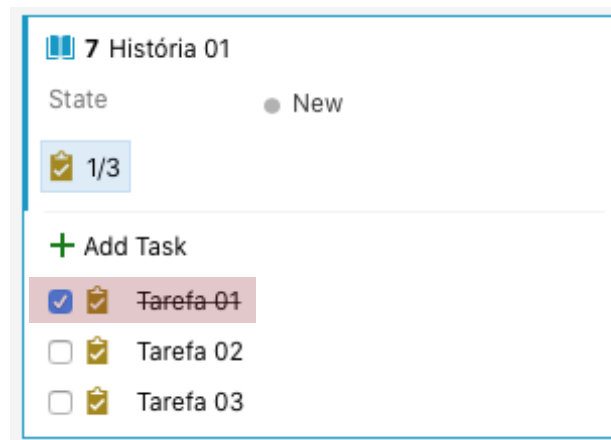 7 História 01
State New
1/3
+ Add Task
Tarefa 01
Tarefa 02
Tarefa 03